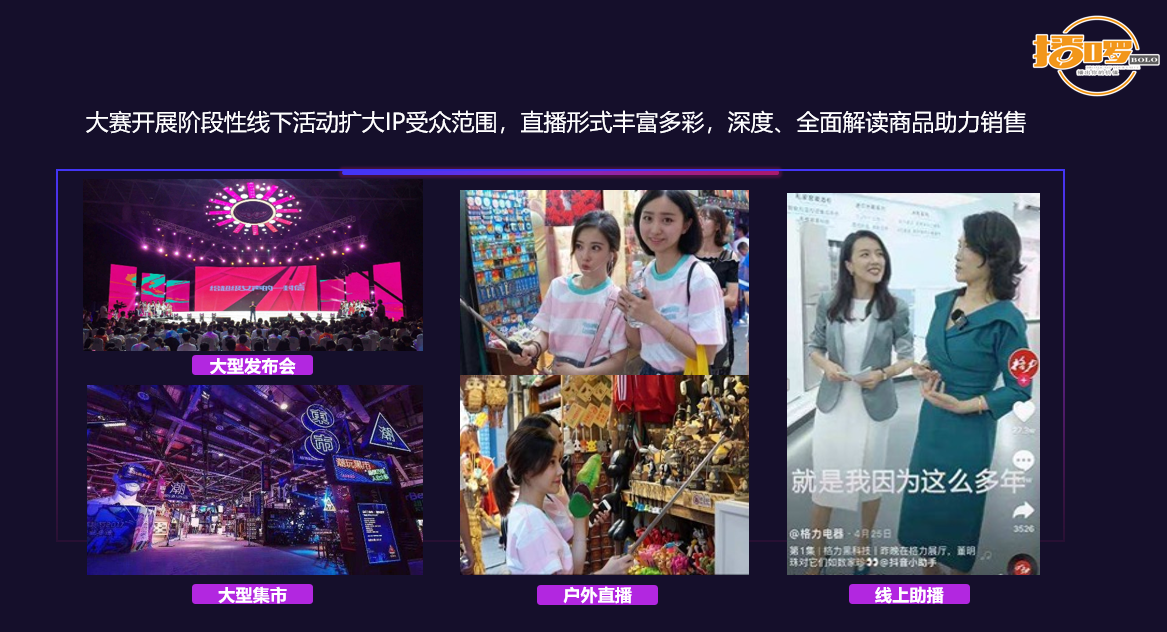 播啰
BOLO
大赛开展阶段性线下活动扩大IP受众范围，直播形式丰富多彩，深度、全面解读商品助力销售
大型发布会
潮
潮
大型集市
户外直播
格力
就是我因为这么多年
3526
@格力电器 · 4月25日
第1集｜格力黑科技｜昨晚在格力展厅，董明
珠对它们如数家珍👀@抖音小助手
线上助播